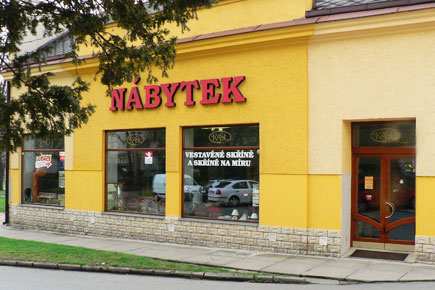 NÁBYTEK
VESTAVĚNÉ SKŘÍNĚ
A SKŘÍNĚ NA MÍRU